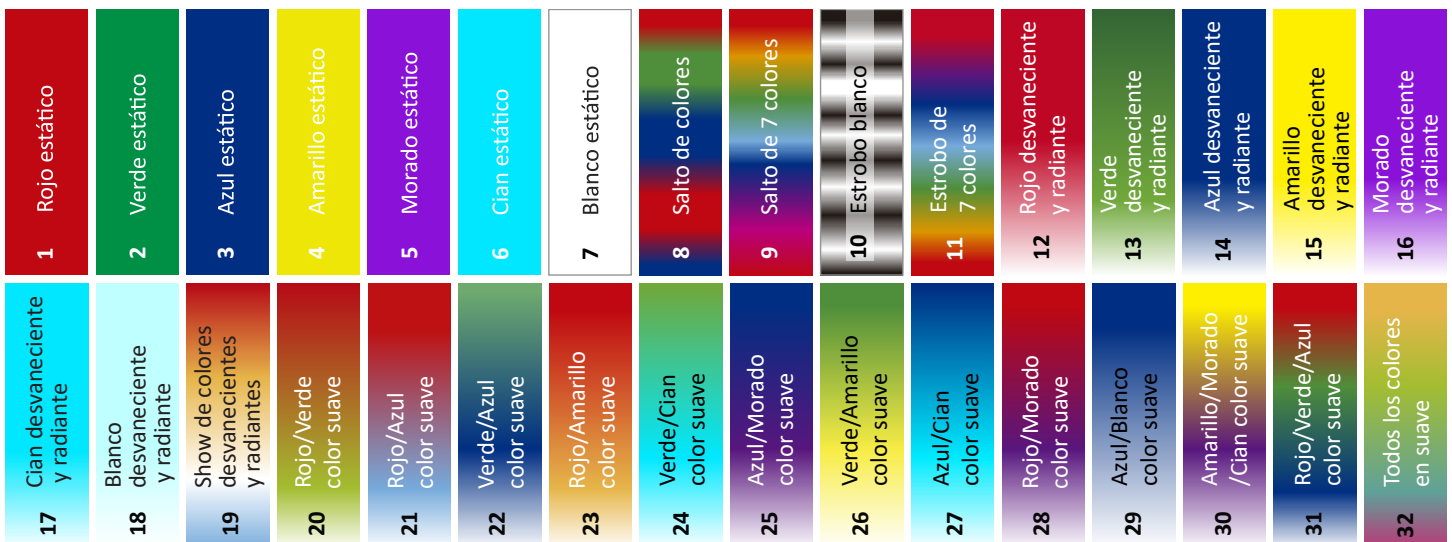 1 Rojo estático
2 Verde estático
3 Azul estático
4 Amarillo estático
5 Morado estático
6 Cian estático
7 Blanco estático
8 Salto de colores
9 Salto de 7 colores
10 Estrobo blanco
11 Estrobo de
7 colores
12 Rojo desvaneciente
y radiante
13 Verde
desvaneciente
y radiante
14 Azul desvaneciente
y radiante
15 Amarillo
desvaneciente
y radiante
16 Morado
desvaneciente
y radiante
17 Cian desvaneciente
y radiante
18 Blanco
desvaneciente
y radiante
19 Show de colores
desvanecientes
y radiantes
20 Rojo/Verde
color suave
21 Rojo/Azul
color suave
22 Verde/Azul
color suave
23 Rojo/Amarillo
color suave
24 Verde/Cian
color suave
25 Azul/Morado
color suave
26 Verde/Amarillo
color suave
27 Azul/Cian
color suave
28 Rojo/Morado
color suave
29 Azul/Blanco
color suave
30 Amarillo/Morado
/Cian color suave
31 Rojo/Verde/Azul
color suave
32 Todos los colores
en suave